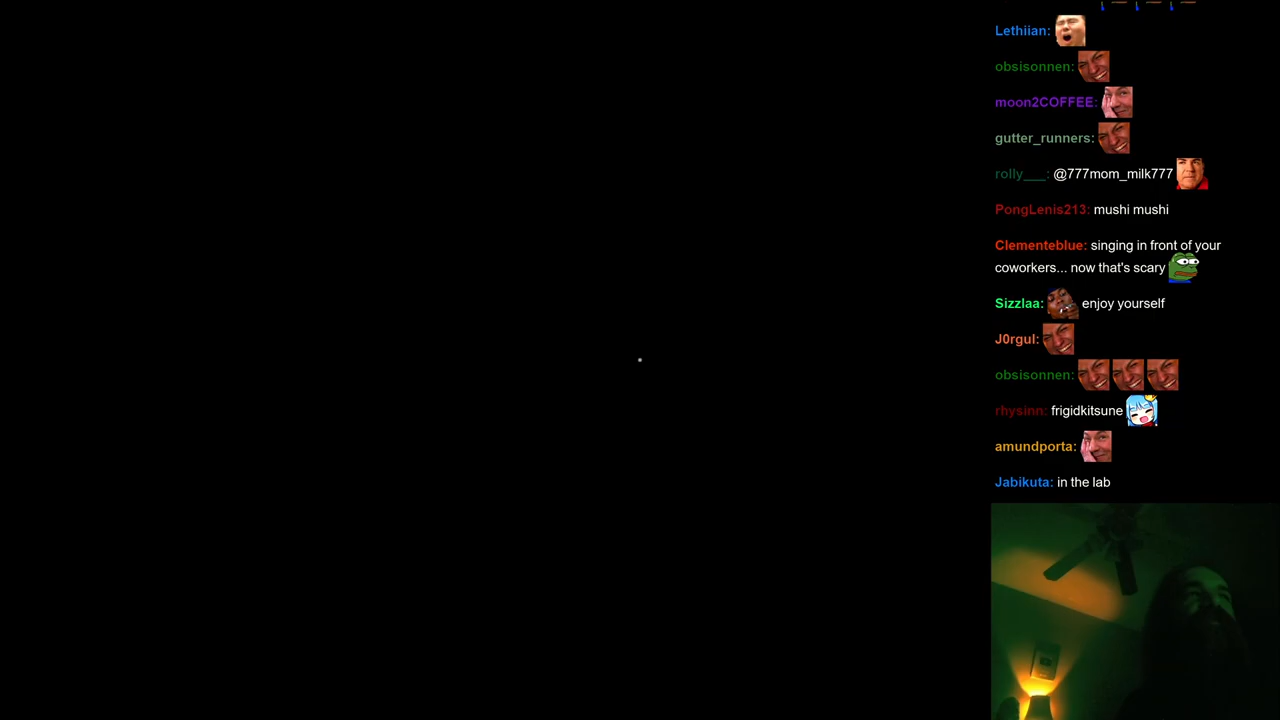 Lethiian:
obsisonnen:
moon2COFFEE:
gutter_runners:
rolly___: @777mom_milk777
PongLenis213: mushi mushi
Clementeblue: singing in front of your
coworkers... now that's scary
Sizzlaa: enjoy yourself
J0rgul:
obsisonnen:
rhysinn: frigidkitsune
amundporta:
Jabikuta: in the lab